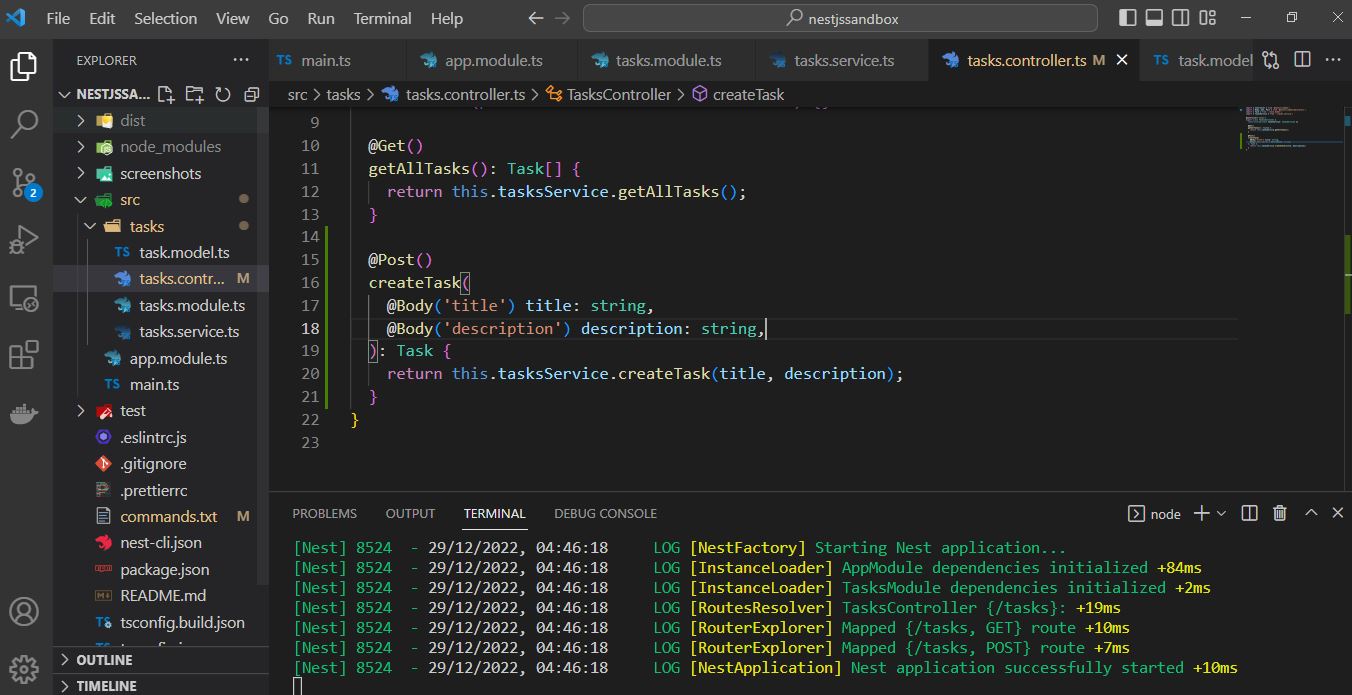 File Edit Selection View Go Run Terminal Help
nestjssandbox
EXPLORER
NESTJSSA...
dist
node_modules
screenshots
src
tasks
TS task.model.ts
tasks.contr... M
tasks.module.ts
tasks.service.ts
app.module.ts
TS main.ts
test
.eslintrc.js
.gitignore
.prettierrc
commands.txt M
nest-cli.json
package.json
README.md
tsconfig.build.json
OUTLINE
TIMELINE
2
TS main.ts app.module.ts tasks.module.ts tasks.service.ts tasks.controller.ts M TS task.model
src > tasks > tasks.controller.ts > TasksController > createTask
9
10 @Get()
11 getAllTasks(): Task[] {
12 return this.tasksService.getAllTasks();
13 }
14
15 @Post()
16 createTask(
17 @Body('title') title: string,
18 @Body('description') description: string,
19 ): Task {
20 return this.tasksService.createTask(title, description);
21 }
22 }
23
PROBLEMS OUTPUT TERMINAL DEBUG CONSOLE node
[Nest] 8524 - 29/12/2022, 04:46:18 LOG [NestFactory] Starting Nest application...
[Nest] 8524 - 29/12/2022, 04:46:18 LOG [InstanceLoader] AppModule dependencies initialized +84ms
[Nest] 8524 - 29/12/2022, 04:46:18 LOG [InstanceLoader] TasksModule dependencies initialized +2ms
[Nest] 8524 - 29/12/2022, 04:46:18 LOG [RoutesResolver] TasksController {/tasks}: +19ms
[Nest] 8524 - 29/12/2022, 04:46:18 LOG [RouterExplorer] Mapped {/tasks, GET} route +10ms
[Nest] 8524 - 29/12/2022, 04:46:18 LOG [RouterExplorer] Mapped {/tasks, POST} route +7ms
[Nest] 8524 - 29/12/2022, 04:46:18 LOG [NestApplication] Nest application successfully started +10ms